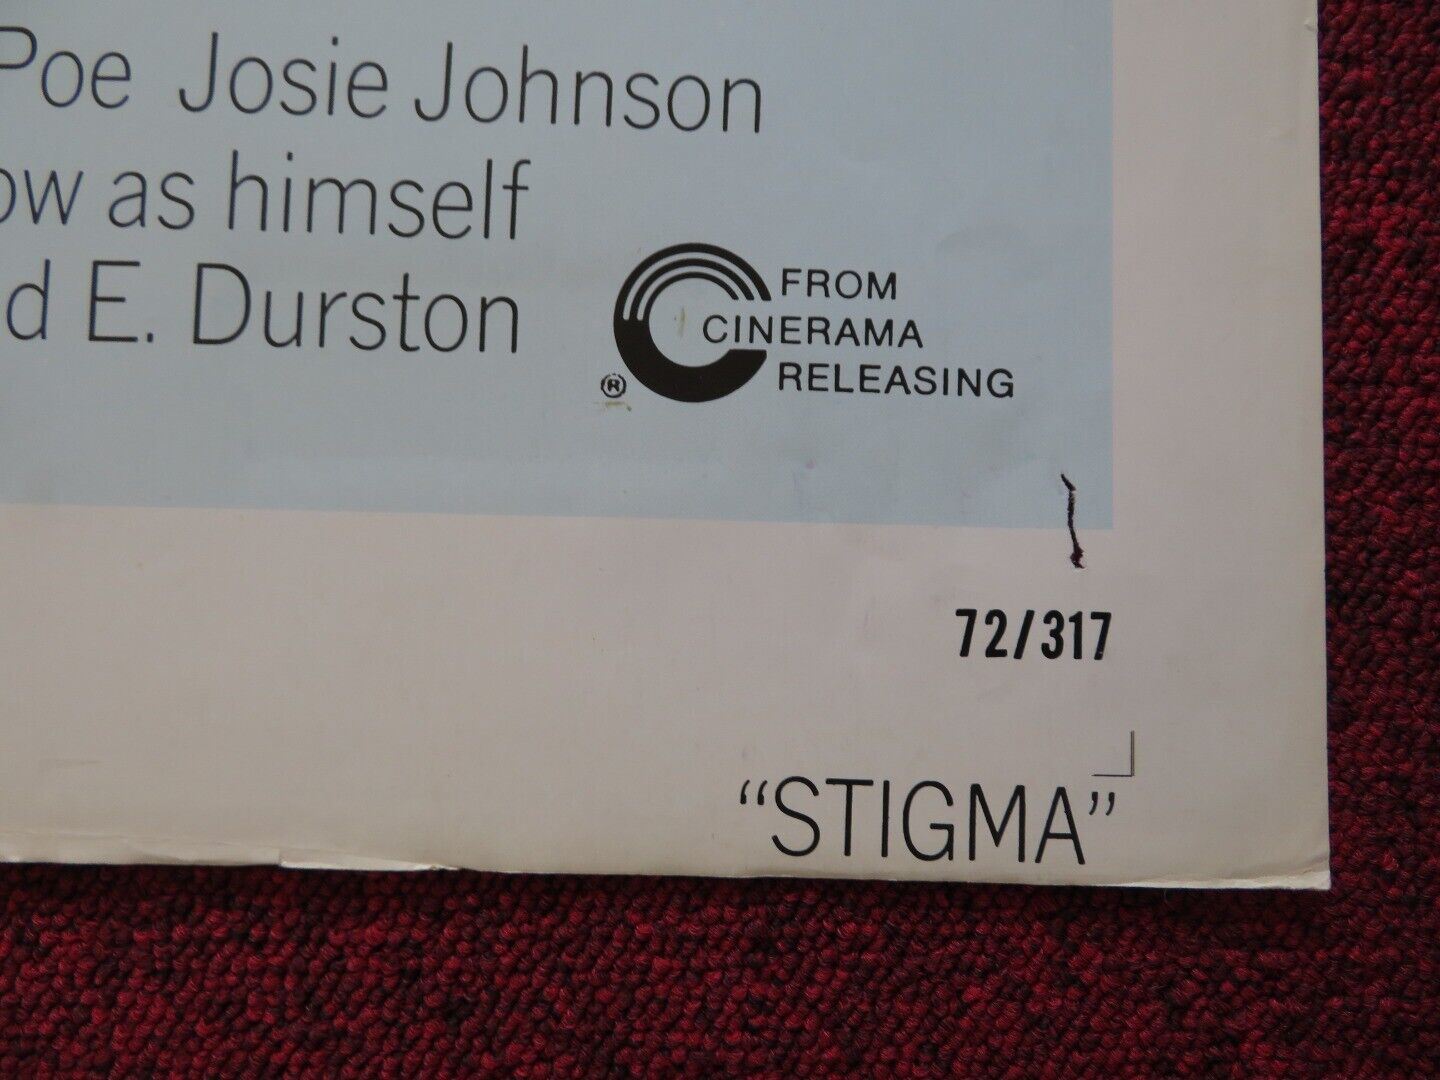 Poe Josie Johnson
ow as himself
d E. Durston
FROM
CINERAMA
RELEASING
®
72/317
“STIGMA”